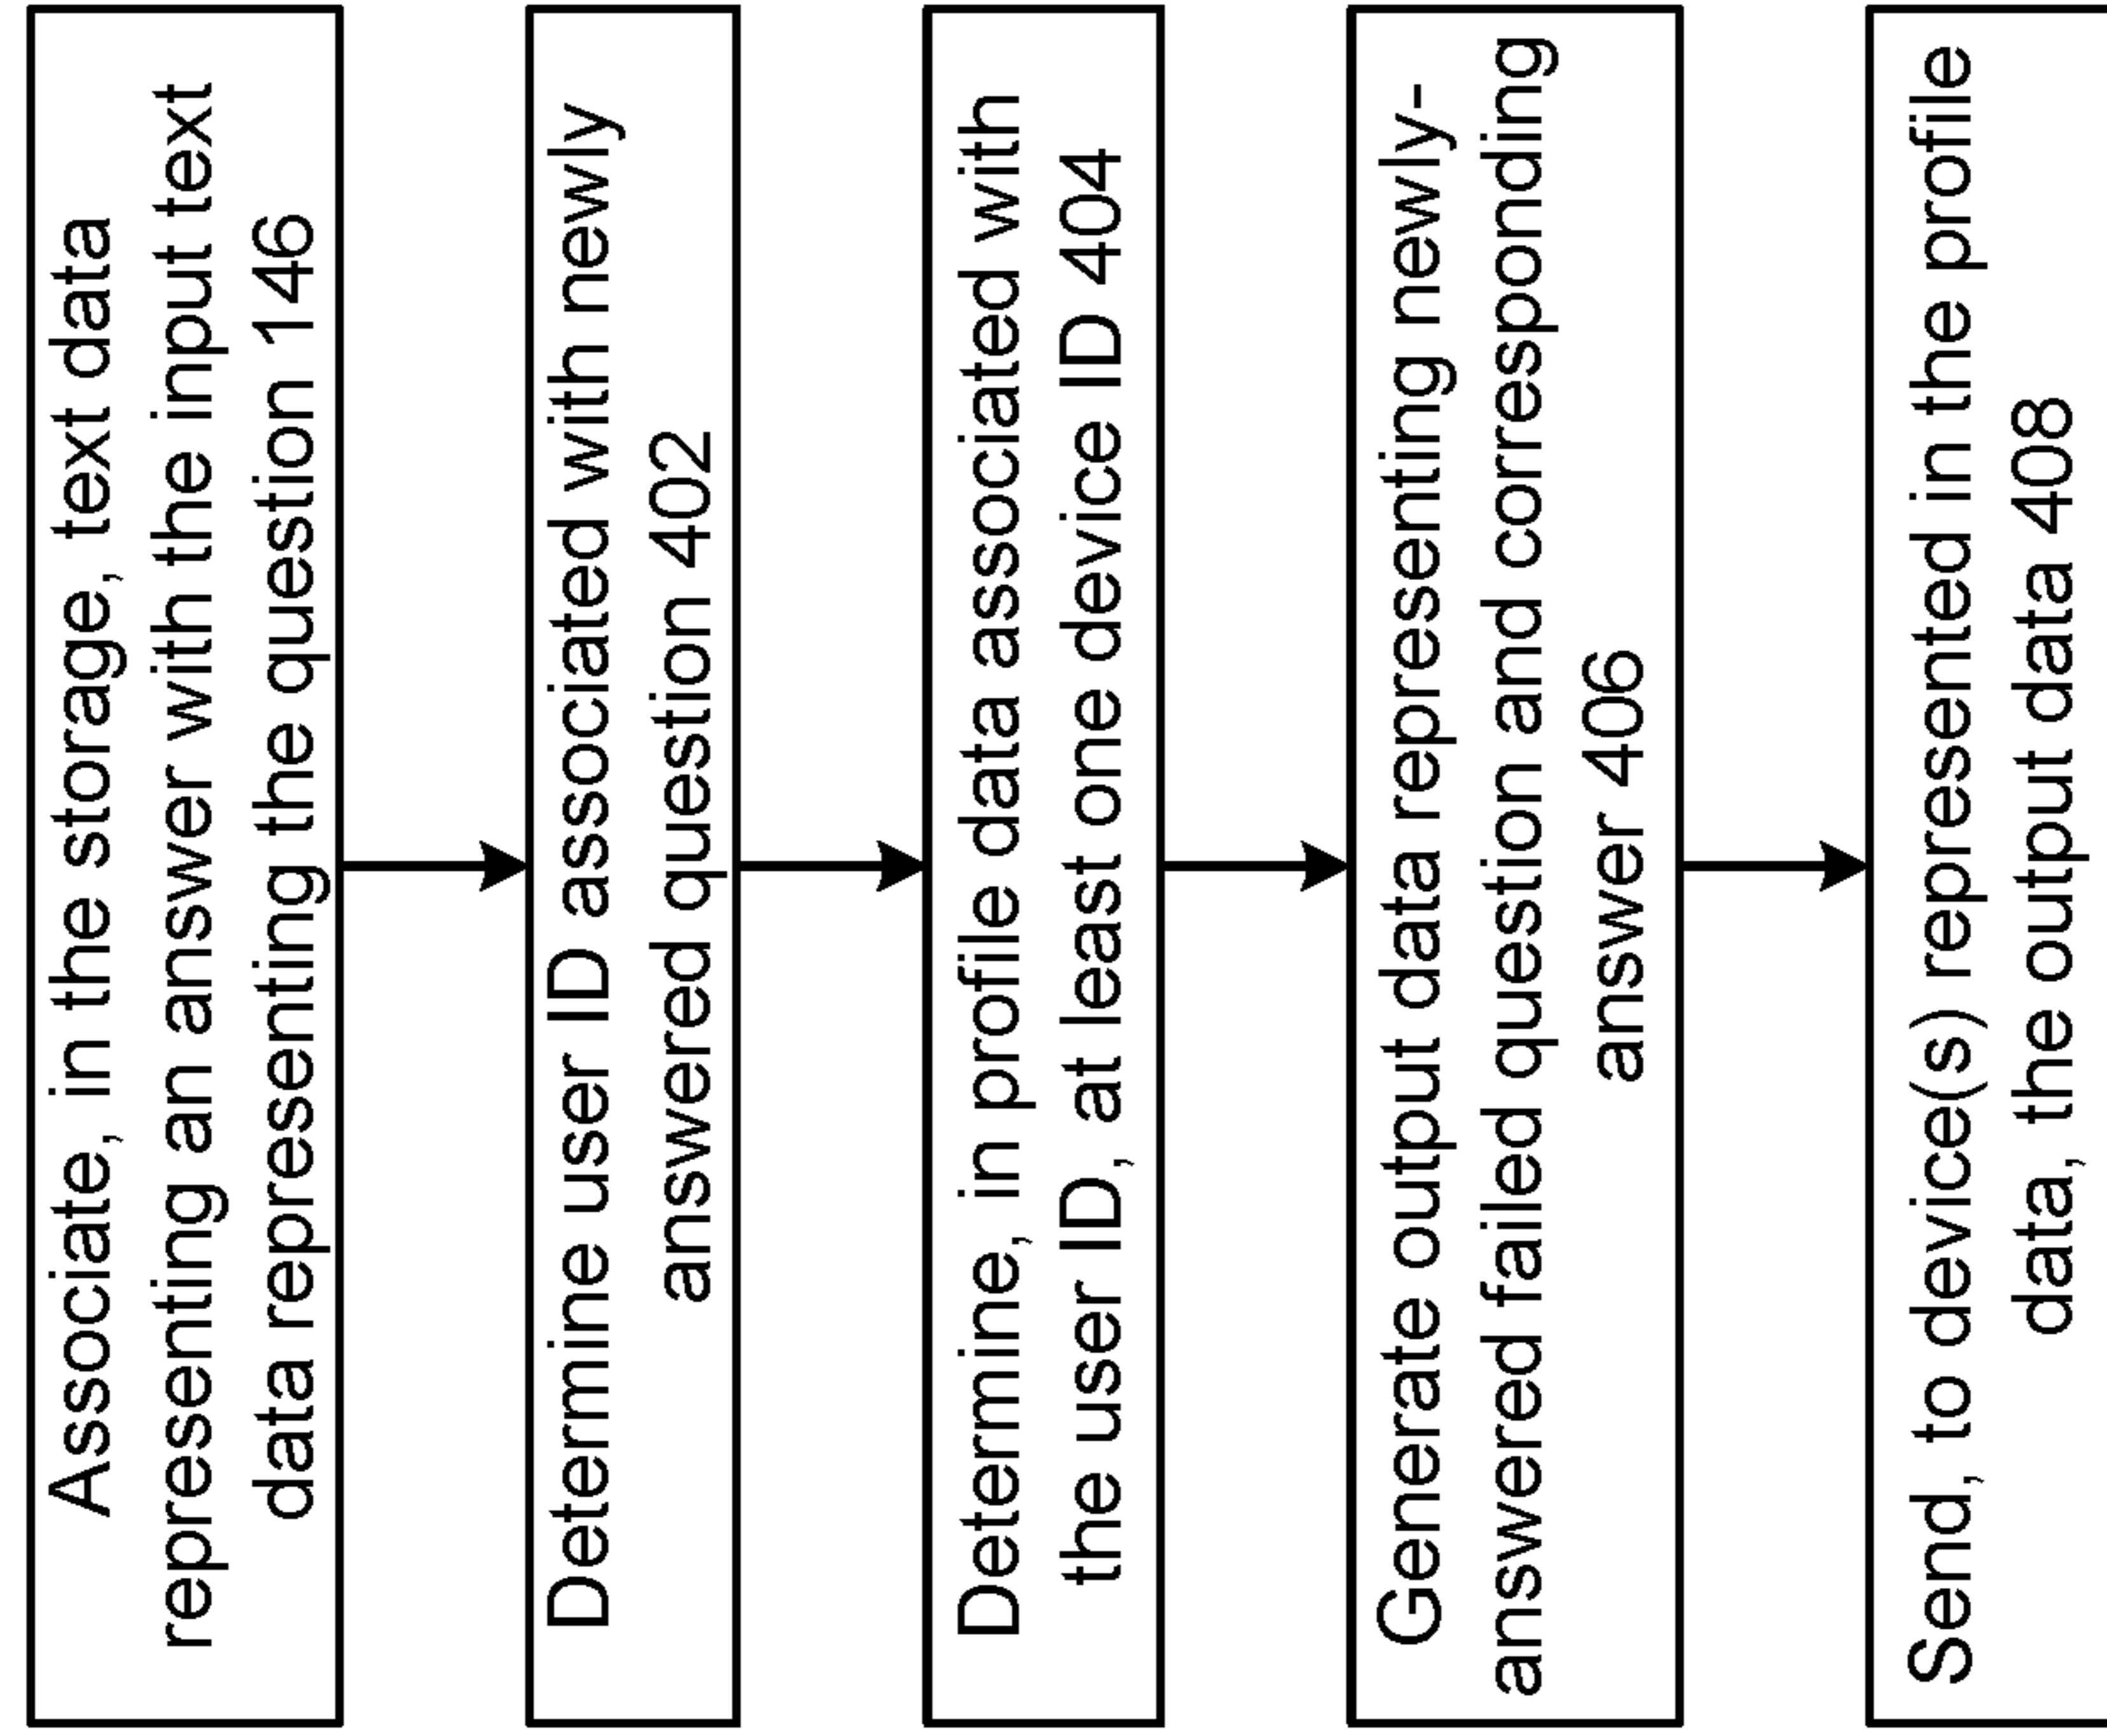 Associate, in the storage, text data
representing an answer with the input text
data representing the question 146
Determine user ID associated with newly
answered question 402
Determine, in profile data associated with
the user ID, at least one device ID 404
Generate output data representing newly-
answered failed question and corresponding
answer 406
Send, to device(s) represented in the profile
data, the output data 408